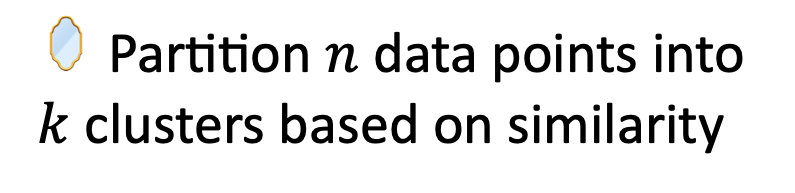 🪞 Partition n data points into
k clusters based on similarity